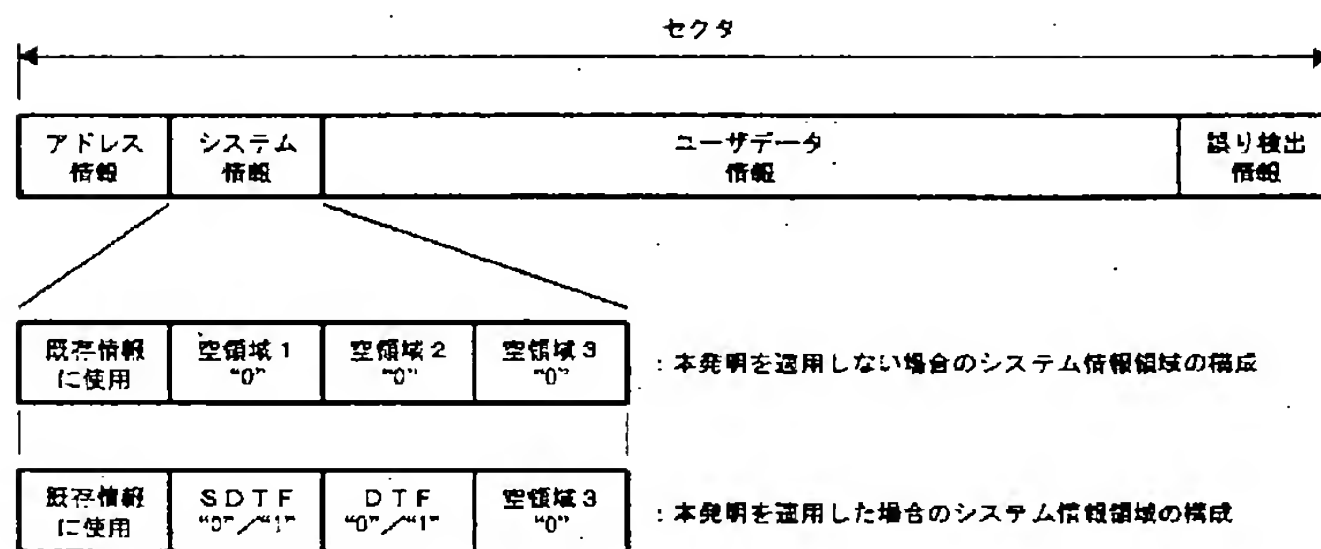 セクタ
アドレス
情報
システム
情報
ユーザデータ
情報
誤り検出
情報
既存情報
に使用
空領域1
“0”
空領域2
“0”
空領域3
“0”
：本発明を適用しない場合のシステム情報領域の構成
既存情報
に使用
SDTF
“0”／“1”
DTF
“0”／“1”
空領域3
“0”
：本発明を適用した場合のシステム情報領域の構成